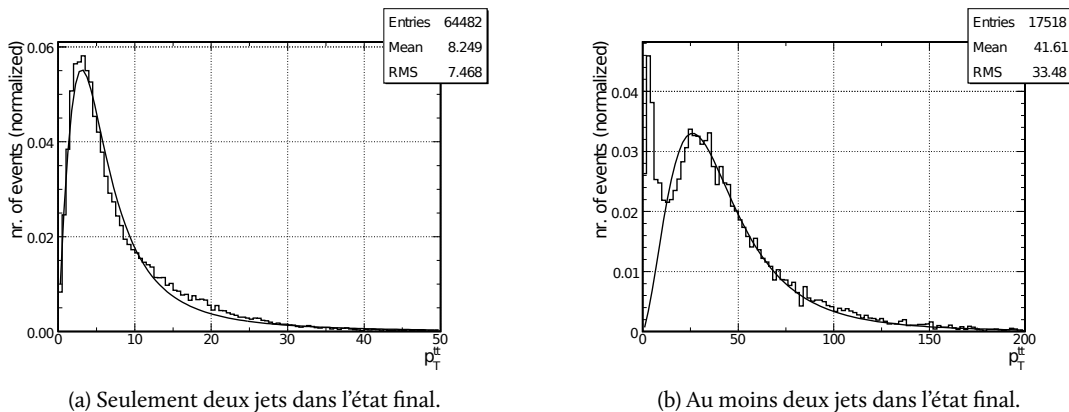 Entries 64482
Mean 8.249
RMS 7.468
nr. of events (normalized)
0.06
0.04
0.02
0.00
0 10 20 30 40 50
p_T^tt
(a) Seulement deux jets dans l'état final.
Entries 17518
Mean 41.61
RMS 33.48
nr. of events (normalized)
0.04
0.03
0.02
0.01
0
0 50 100 150 200
p_T^tt
(b) Au moins deux jets dans l'état final.